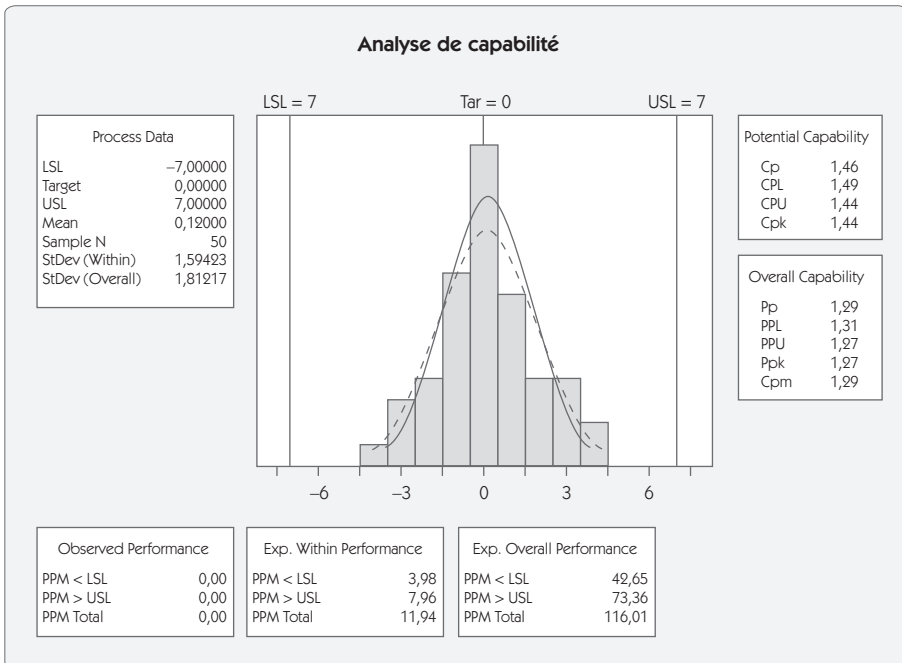 Analyse de capabilité
LSL = 7 Tar = 0 USL = 7
Process Data
LSL –7,00000
Target 0,00000
USL 7,00000
Mean 0,12000
Sample N 50
StDev (Within) 1,59423
StDev (Overall) 1,81217
Potential Capability
Cp 1,46
CPL 1,49
CPU 1,44
Cpk 1,44
Overall Capability
Pp 1,29
PPL 1,31
PPU 1,27
Ppk 1,27
Cpm 1,29
–6 –3 0 3 6
Observed Performance
PPM < LSL 0,00
PPM > USL 0,00
PPM Total 0,00
Exp. Within Performance
PPM < LSL 3,98
PPM > USL 7,96
PPM Total 11,94
Exp. Overall Performance
PPM < LSL 42,65
PPM > USL 73,36
PPM Total 116,01